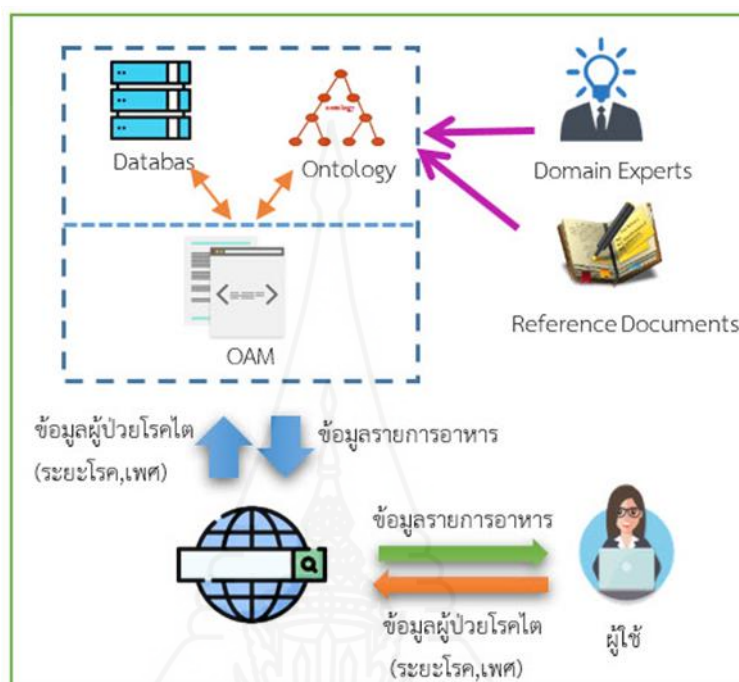 ontology
Databas
Ontology
Domain Experts
Reference Documents
OAM
ข้อมูลผู้ป่วยโรคไต
(ระยะโรค,เพศ)
ข้อมูลรายการอาหาร
ข้อมูลรายการอาหาร
ข้อมูลผู้ป่วยโรคไต
(ระยะโรค,เพศ)
ผู้ใช้